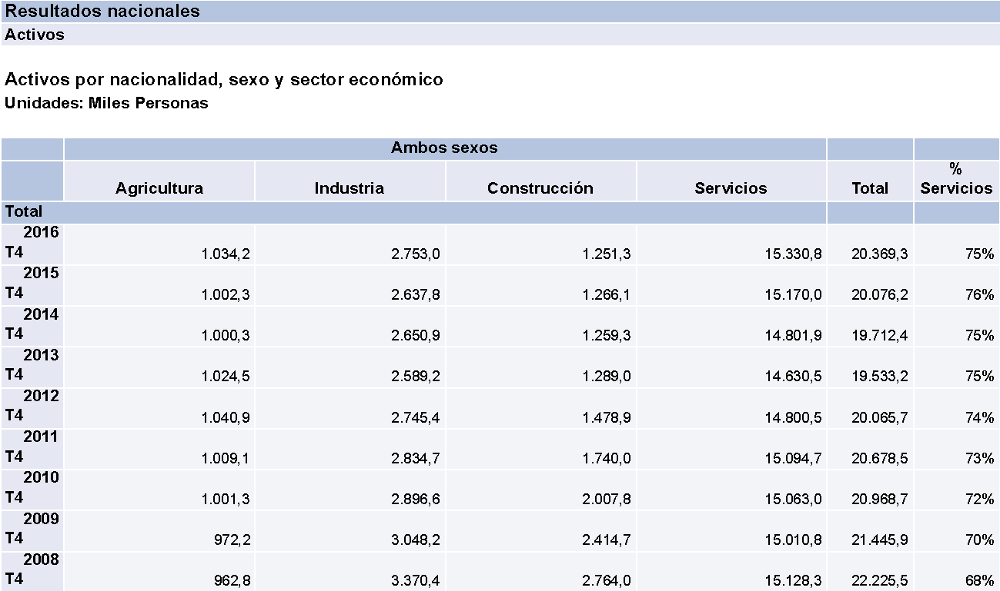 Resultados nacionales
Activos
Activos por nacionalidad, sexo y sector económico
Unidades: Miles Personas
Ambos sexos
Agricultura Industria Construcción Servicios Total % Servicios
Total
2016 T4 1.034,2 2.753,0 1.251,3 15.330,8 20.369,3 75%
2015 T4 1.002,3 2.637,8 1.266,1 15.170,0 20.076,2 76%
2014 T4 1.000,3 2.650,9 1.259,3 14.801,9 19.712,4 75%
2013 T4 1.024,5 2.589,2 1.289,0 14.630,5 19.533,2 75%
2012 T4 1.040,9 2.745,4 1.478,9 14.800,5 20.065,7 74%
2011 T4 1.009,1 2.834,7 1.740,0 15.094,7 20.678,5 73%
2010 T4 1.001,3 2.896,6 2.007,8 15.063,0 20.968,7 72%
2009 T4 972,2 3.048,2 2.414,7 15.010,8 21.445,9 70%
2008 T4 962,8 3.370,4 2.764,0 15.128,3 22.225,5 68%